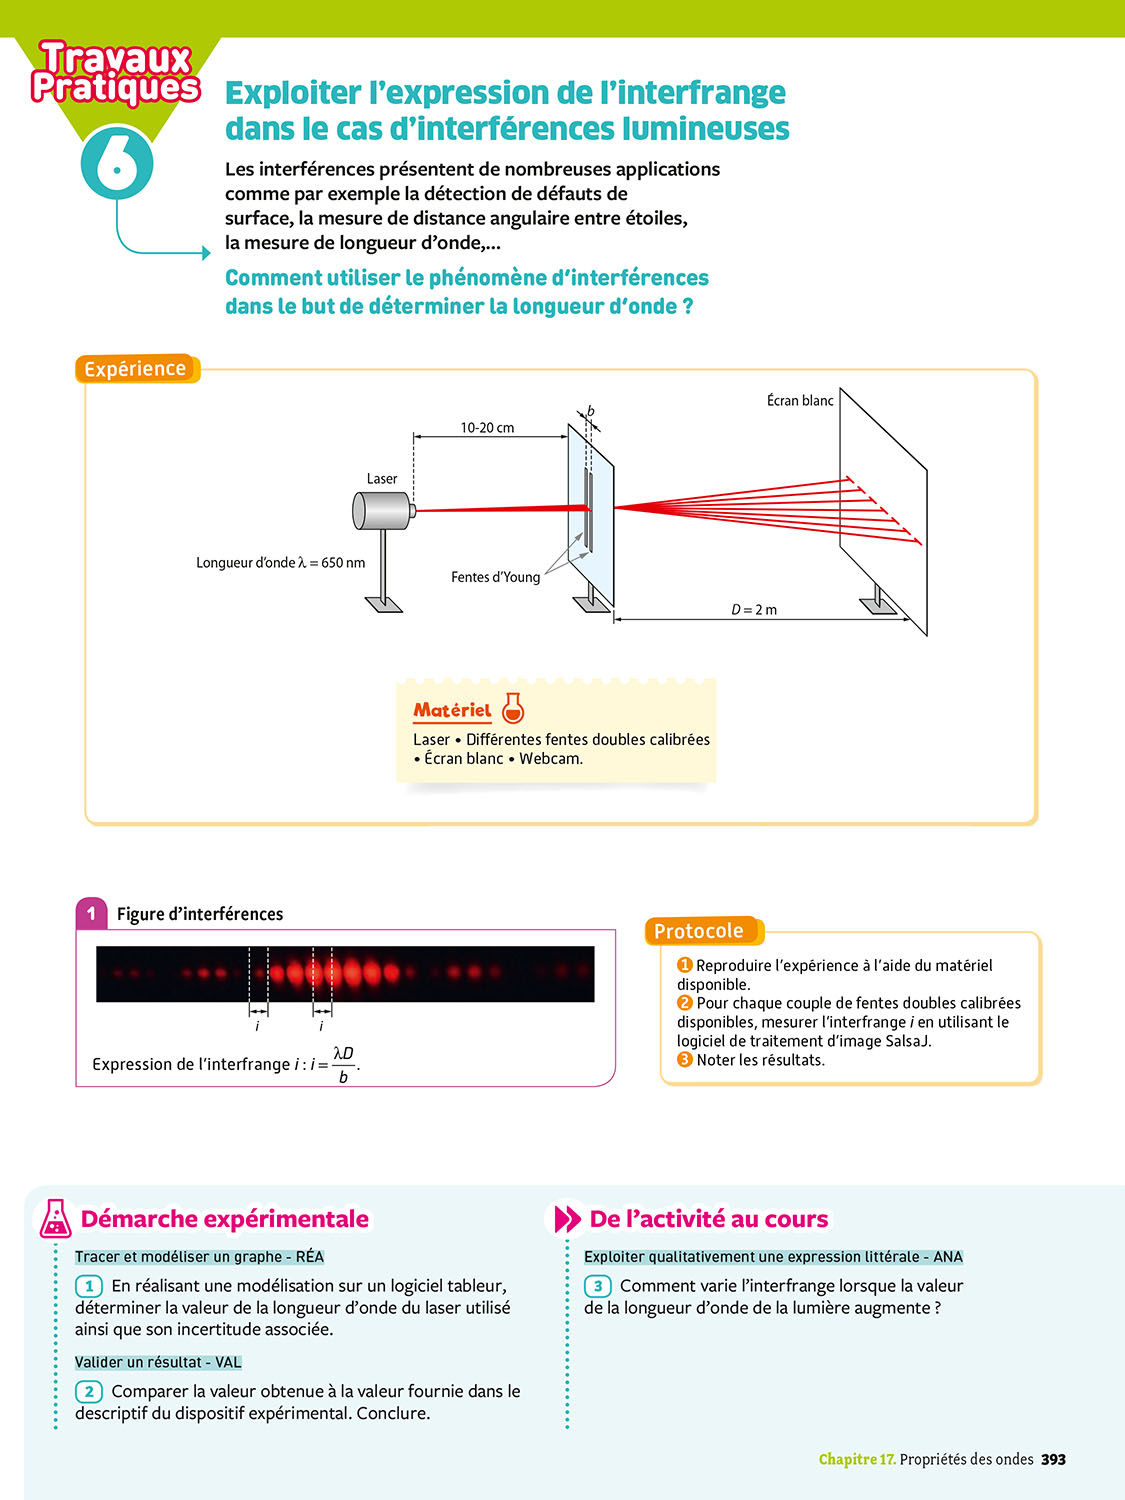 Travaux
Pratiques
6
Exploiter l'expression de l'interfrange
dans le cas d'interférences lumineuses
Les interférences présentent de nombreuses applications
comme par exemple la détection de défauts de
surface, la mesure de distance angulaire entre étoiles,
la mesure de longueur d'onde,...
Comment utiliser le phénomène d'interférences
dans le but de déterminer la longueur d'onde ?
Expérience
Écran blanc
b
10-20 cm
Laser
Longueur d'onde λ = 650 nm
Fentes d'Young
D = 2 m
Matériel
Laser • Différentes fentes doubles calibrées
• Écran blanc • Webcam.
1 Figure d'interférences
i i
Expression de l'interfrange i : i = λD/b.
Protocole
1 Reproduire l'expérience à l'aide du matériel
disponible.
2 Pour chaque couple de fentes doubles calibrées
disponibles, mesurer l'interfrange i en utilisant le
logiciel de traitement d'image SalsaJ.
3 Noter les résultats.
Démarche expérimentale
Tracer et modéliser un graphe - RÉA
1 En réalisant une modélisation sur un logiciel tableur,
déterminer la valeur de la longueur d'onde du laser utilisé
ainsi que son incertitude associée.
Valider un résultat - VAL
2 Comparer la valeur obtenue à la valeur fournie dans le
descriptif du dispositif expérimental. Conclure.
De l'activité au cours
Exploiter qualitativement une expression littérale - ANA
3 Comment varie l'interfrange lorsque la valeur
de la longueur d'onde de la lumière augmente ?
Chapitre 17. Propriétés des ondes 393